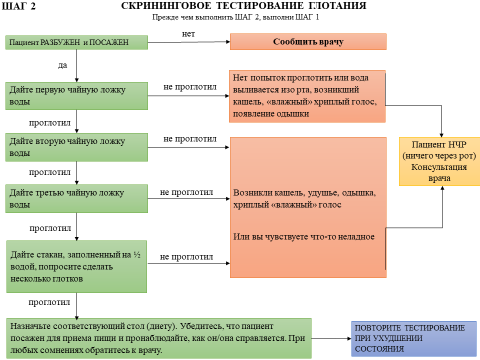 ШАГ 2
СКРИНИНГОВОЕ ТЕСТИРОВАНИЕ ГЛОТАНИЯ
Прежде чем выполнить ШАГ 2, выполни ШАГ 1
Пациент РАЗБУЖЕН и ПОСАЖЕН
нет
Сообщить врачу
да
Дайте первую чайную ложку
воды
не проглотил
Нет попыток проглотить или вода
выливается изо рта, возникший
кашель, «влажный» хриплый голос,
появление одышки
проглотил
Дайте вторую чайную ложку
воды
не проглотил
Пациент НЧР
(ничего через рот)
Консультация
врача
проглотил
Дайте третью чайную ложку
воды
не проглотил
Возникли кашель, удушье, одышка,
хриплый «влажный» голос
проглотил
Или вы чувствуете что-то неладное
Дайте стакан, заполненный на ½
водой, попросите сделать
несколько глотков
не проглотил
проглотил
Назначьте соответствующий стол (диету). Убедитесь, что пациент
посажен для приема пищи и пронаблюдайте, как он/она справляется. При
любых сомнениях обратитесь к врачу.
ПОВТОРИТЕ ТЕСТИРОВАНИЕ
ПРИ УХУДШЕНИИ
СОСТОЯНИЯ